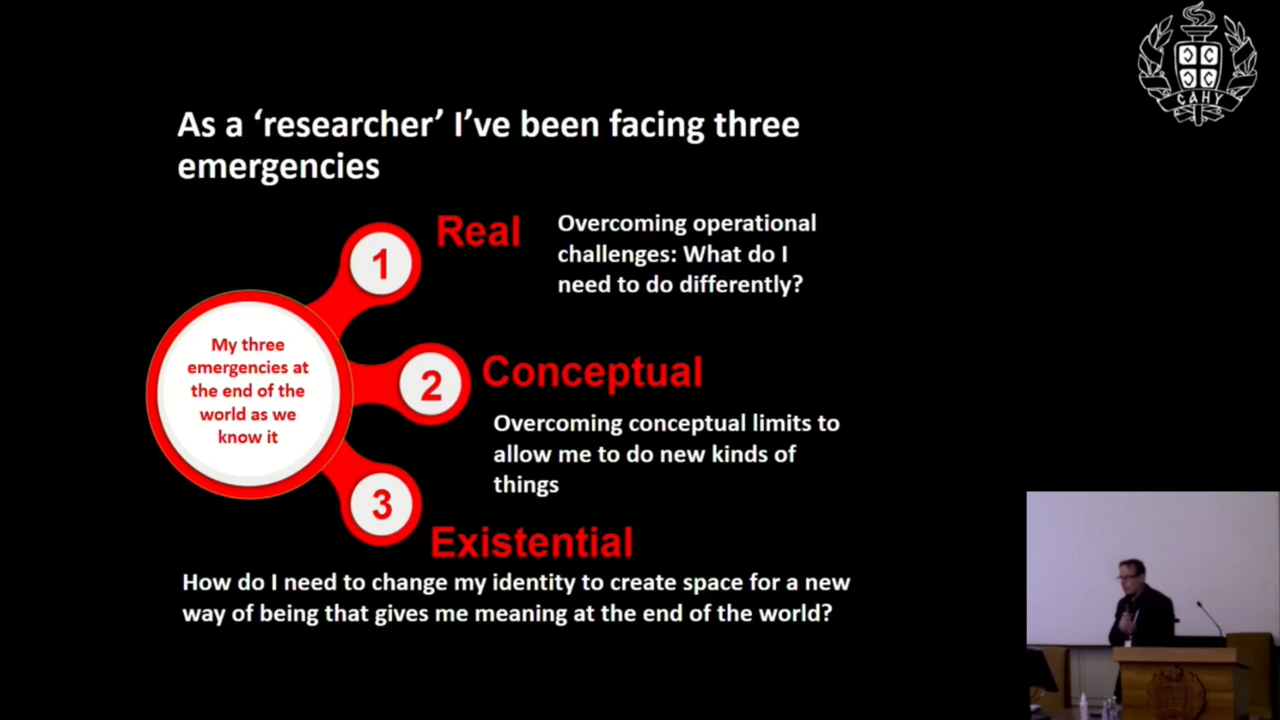 As a ‘researcher’ I’ve been facing three
emergencies
My three
emergencies at
the end of the
world as we
know it
1
Real
Overcoming operational
challenges: What do I
need to do differently?
2
Conceptual
Overcoming conceptual limits to
allow me to do new kinds of
things
3
Existential
How do I need to change my identity to create space for a new
way of being that gives me meaning at the end of the world?
САНУ